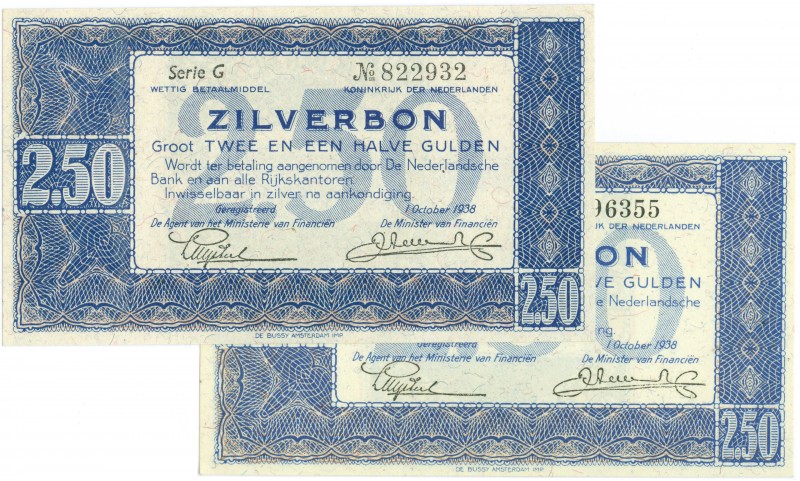 Serie G № 822932
WETTIG BETAALMIDDEL KONINKRIJK DER NEDERLANDEN
250
ZILVERBON
Groot TWEE EN EEN HALVE GULDEN
Wordt ter betaling aangenomen door De Nederlandsche
Bank en aan alle Rijkskantoren.
Inwisselbaar in zilver na aankondiging.
Geregistreerd 1 October 1938
De Agent van het Ministerie van Financiën De Minister van Financiën
2.50
2.50
DE BUSSY AMSTERDAM IMP.
96355
K DER NEDERLANDEN
ON
VE GULDEN
e Nederlandsche
ng.
Geregistreerd 1 October 1938
De Agent van het Ministerie van Financiën De Minister van Financiën
2.50
DE BUSSY AMSTERDAM IMP.